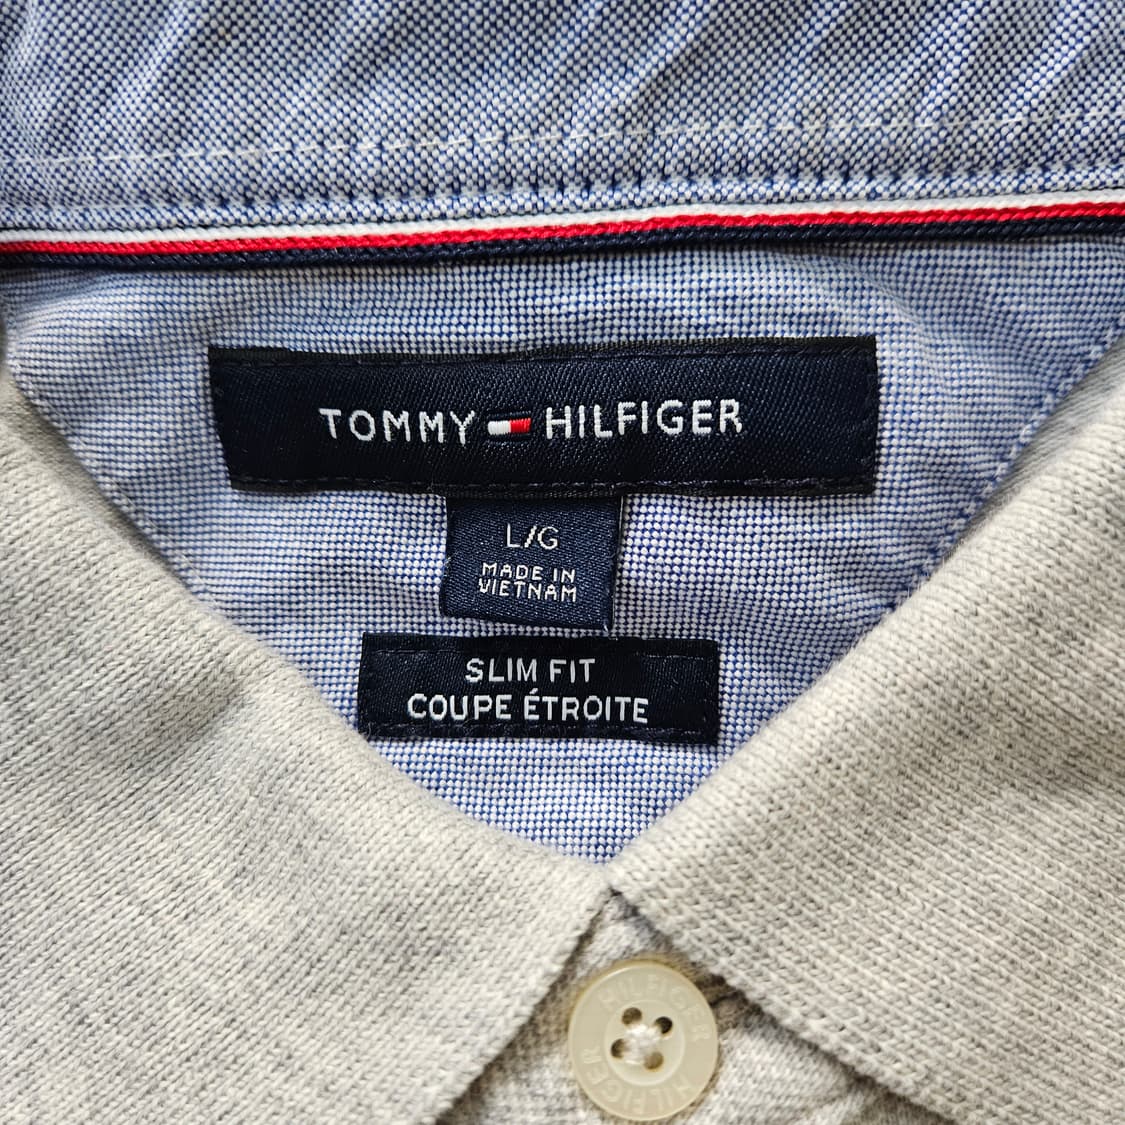 TOMMY HILFIGER
L/G
MADE IN
VIETNAM
SLIM FIT
COUPE ÉTROITE
HILFIGER
HILFIGER